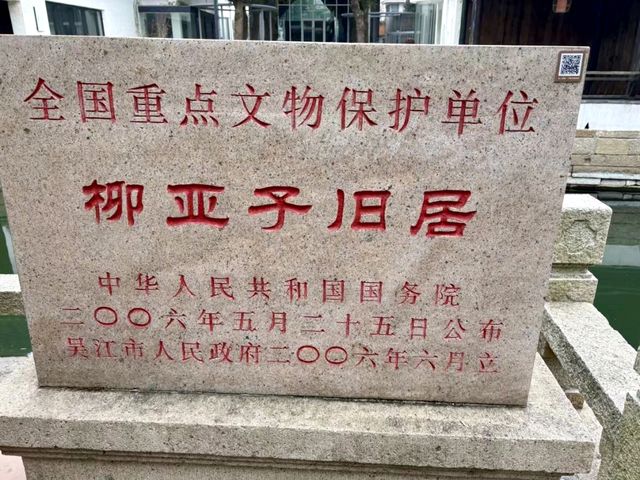 全国重点文物保护单位
柳亚子旧居
中华人民共和国国务院
二〇〇六年五月二十五日公布
吴江市人民政府二〇〇六年六月立